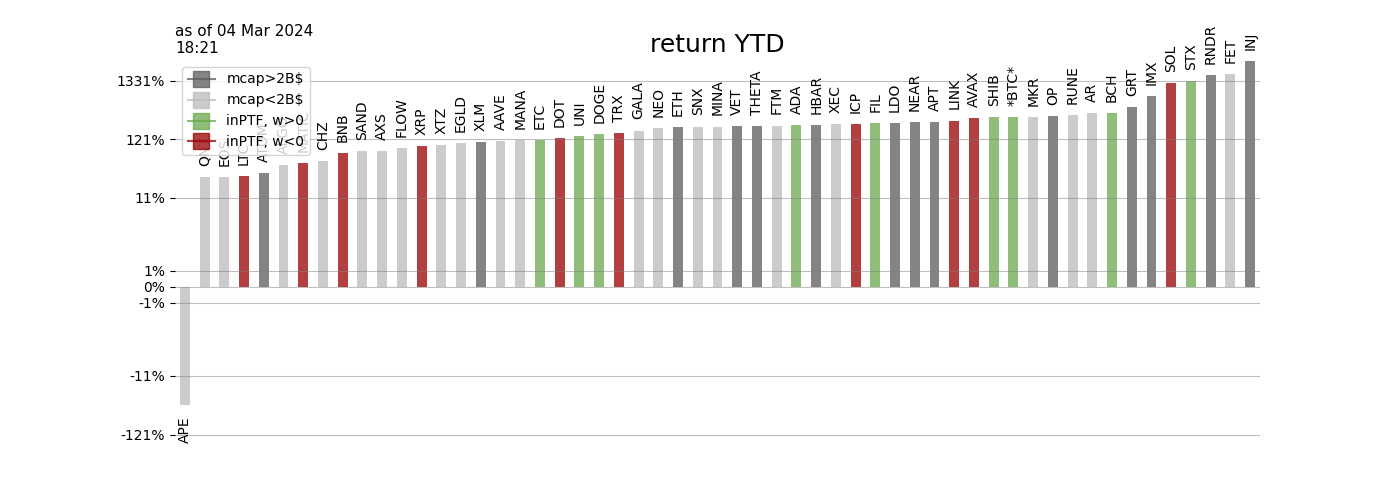 as of 04 Mar 2024
18:21
return YTD
mcap>2B$
mcap<2B$
inPTF, w>0
inPTF, w<0
1331%
121%
11%
1%
0%
-1%
-11%
-121%
APE
EOS
LTC
CHZ
BNB
SAND
AXS
FLOW
XRP
XTZ
EGLD
XLM
AAVE
MANA
ETC
DOT
UNI
DOGE
TRX
GALA
NEO
ETH
SNX
MINA
VET
THETA
FTM
ADA
HBAR
XEC
ICP
FIL
LDO
NEAR
APT
LINK
AVAX
SHIB
*BTC*
MKR
OP
RUNE
AR
BCH
GRT
IMX
SOL
STX
RNDR
FET
INJ